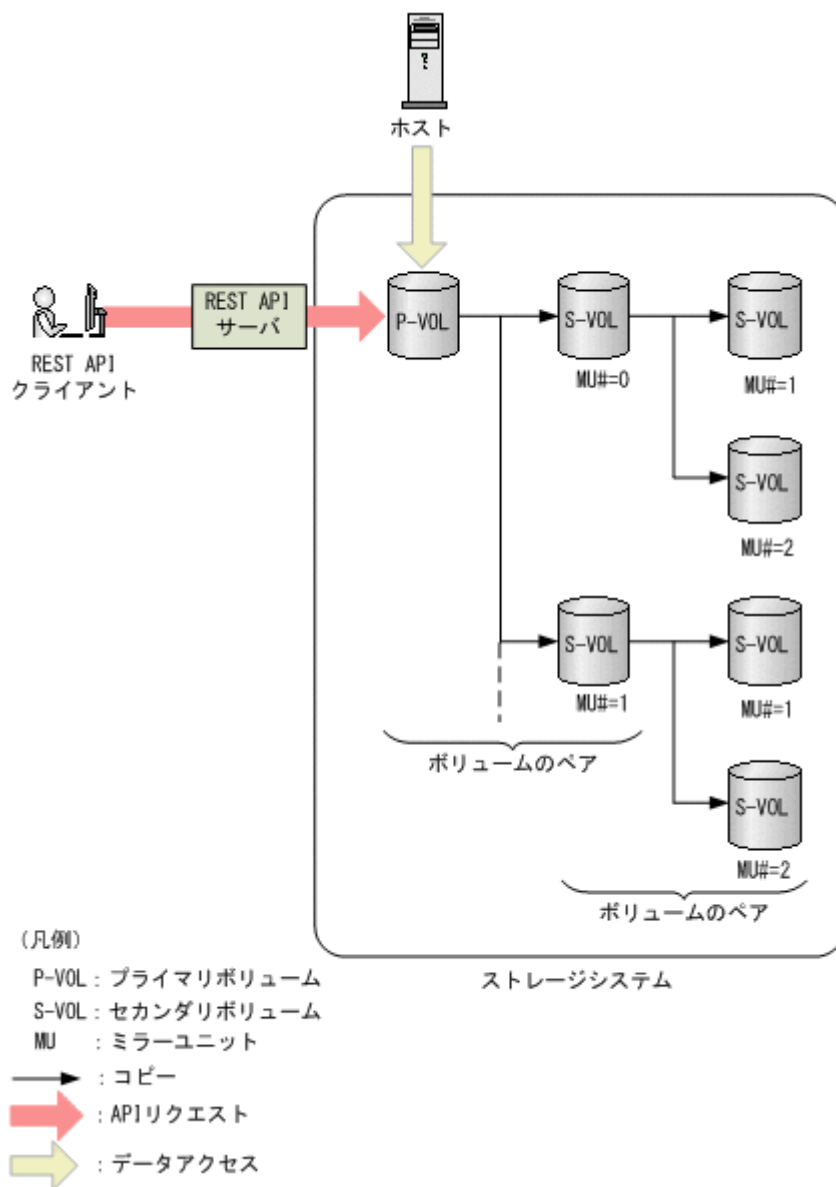 ホスト
REST API
サーバ
REST API
クライアント
P-VOL
S-VOL
S-VOL
MU#=0
MU#=1
S-VOL
MU#=2
S-VOL
S-VOL
MU#=1
MU#=1
ボリュームのペア
S-VOL
MU#=2
ボリュームのペア
ストレージシステム
(凡例)
P-VOL : プライマリボリューム
S-VOL : セカンダリボリューム
MU : ミラーユニット
: コピー
: APIリクエスト
: データアクセス